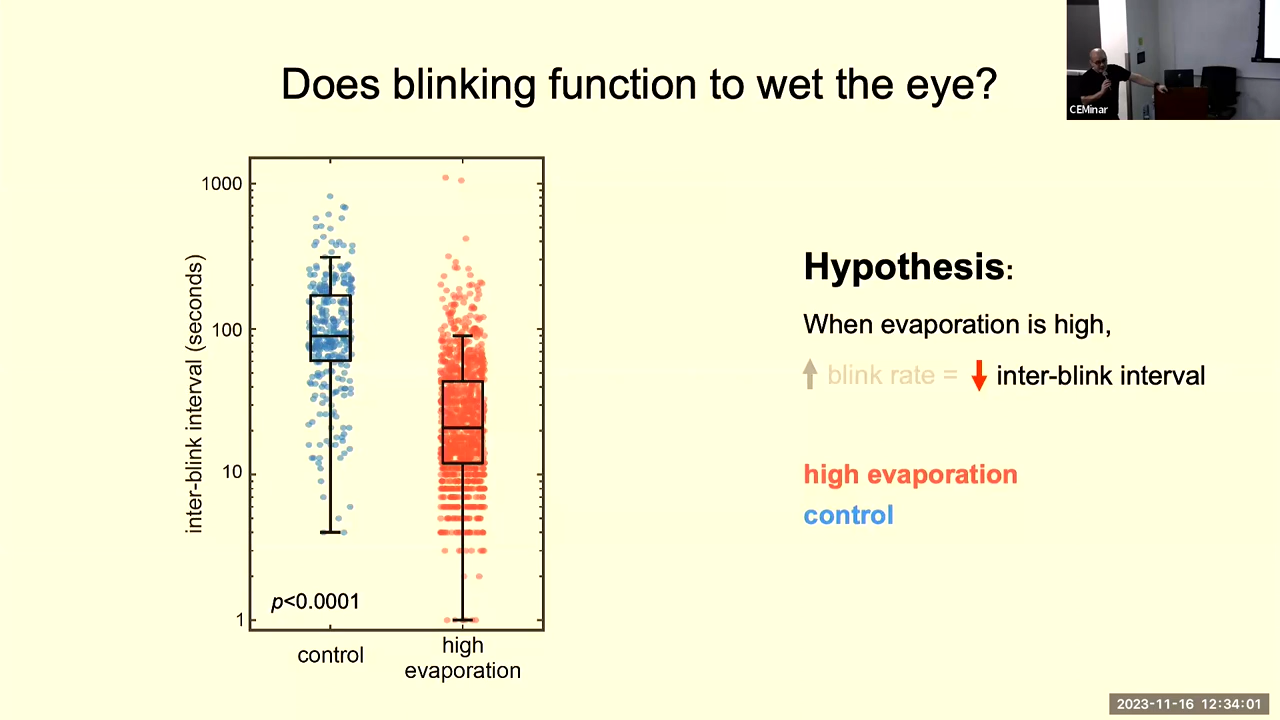 Does blinking function to wet the eye?
CEMinar
inter-blink interval (seconds)
1000
100
10
1
p<0.0001
control
high
evaporation
Hypothesis:
When evaporation is high,
↑ blink rate = ↓ inter-blink interval
high evaporation
control
2023-11-16 12:34:01